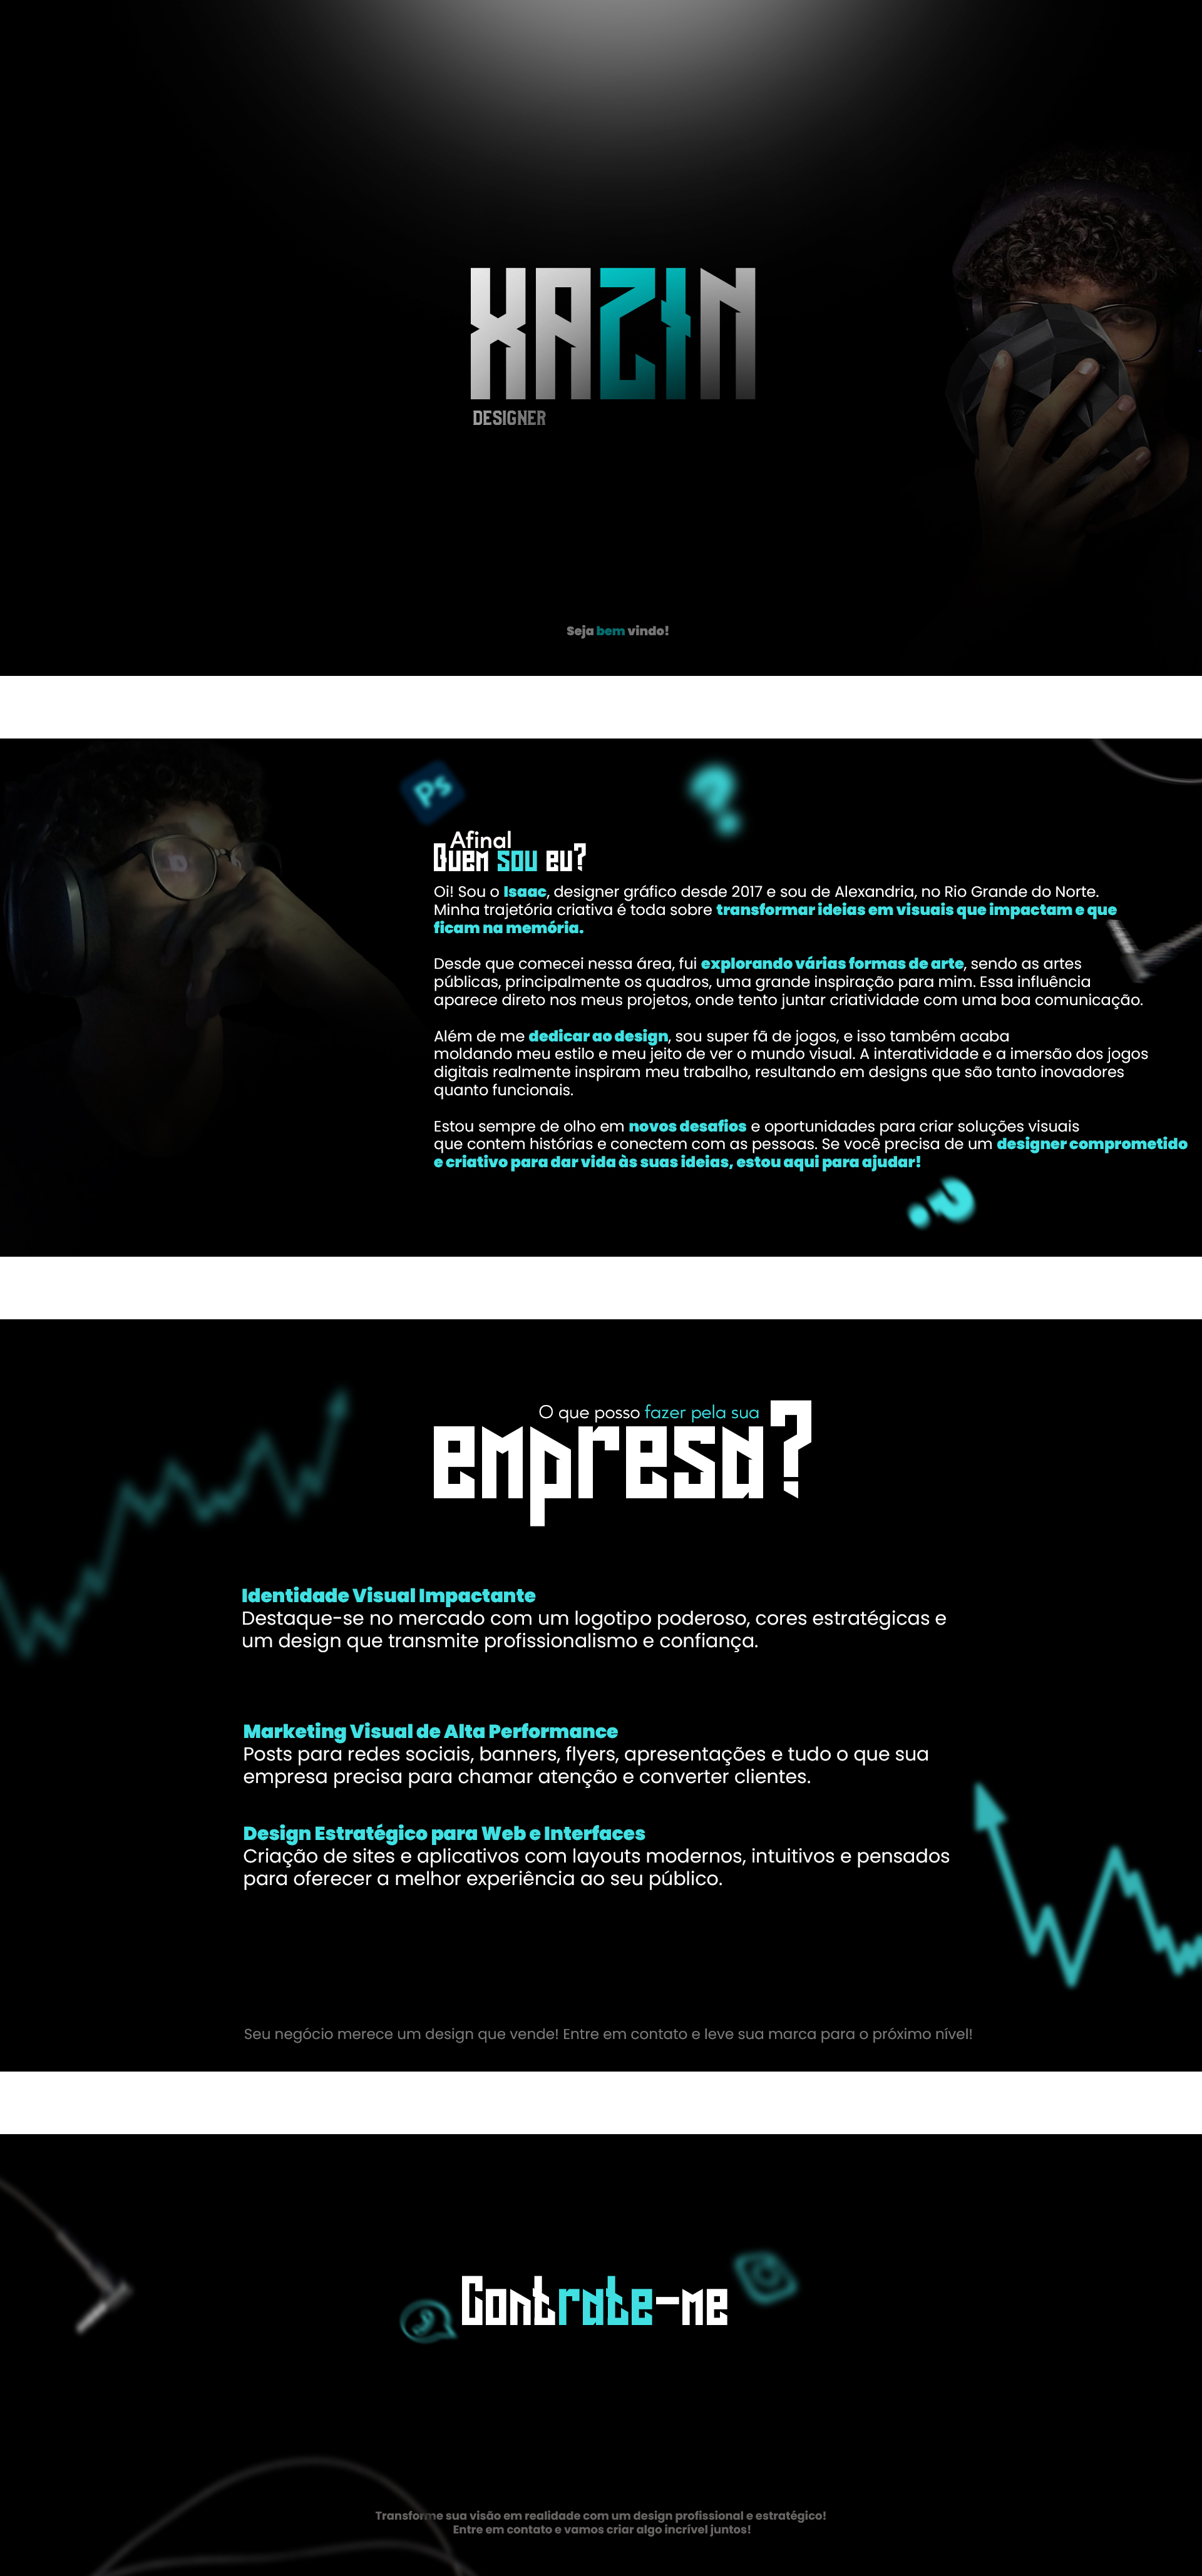 XAZIN
DESIGNER
Seja bem vindo!
Ps
?
Afinal
Quem sou eu?
Oi! Sou o Isaac, designer gráfico desde 2017 e sou de Alexandria, no Rio Grande do Norte.
Minha trajetória criativa é toda sobre transformar ideias em visuais que impactam e que
ficam na memória.
Desde que comecei nessa área, fui explorando várias formas de arte, sendo as artes
públicas, principalmente os quadros, uma grande inspiração para mim. Essa influência
aparece direto nos meus projetos, onde tento juntar criatividade com uma boa comunicação.
Além de me dedicar ao design, sou super fã de jogos, e isso também acaba
moldando meu estilo e meu jeito de ver o mundo visual. A interatividade e a imersão dos jogos
digitais realmente inspiram meu trabalho, resultando em designs que são tanto inovadores
quanto funcionais.
Estou sempre de olho em novos desafios e oportunidades para criar soluções visuais
que contem histórias e conectem com as pessoas. Se você precisa de um designer comprometido
e criativo para dar vida às suas ideias, estou aqui para ajudar!
?
O que posso fazer pela sua
empresa?
Identidade Visual Impactante
Destaque-se no mercado com um logotipo poderoso, cores estratégicas e
um design que transmite profissionalismo e confiança.
Marketing Visual de Alta Performance
Posts para redes sociais, banners, flyers, apresentações e tudo o que sua
empresa precisa para chamar atenção e converter clientes.
Design Estratégico para Web e Interfaces
Criação de sites e aplicativos com layouts modernos, intuitivos e pensados
para oferecer a melhor experiência ao seu público.
Seu negócio merece um design que vende! Entre em contato e leve sua marca para o próximo nível!
Contrate-me
Transforme sua visão em realidade com um design profissional e estratégico!
Entre em contato e vamos criar algo incrível juntos!